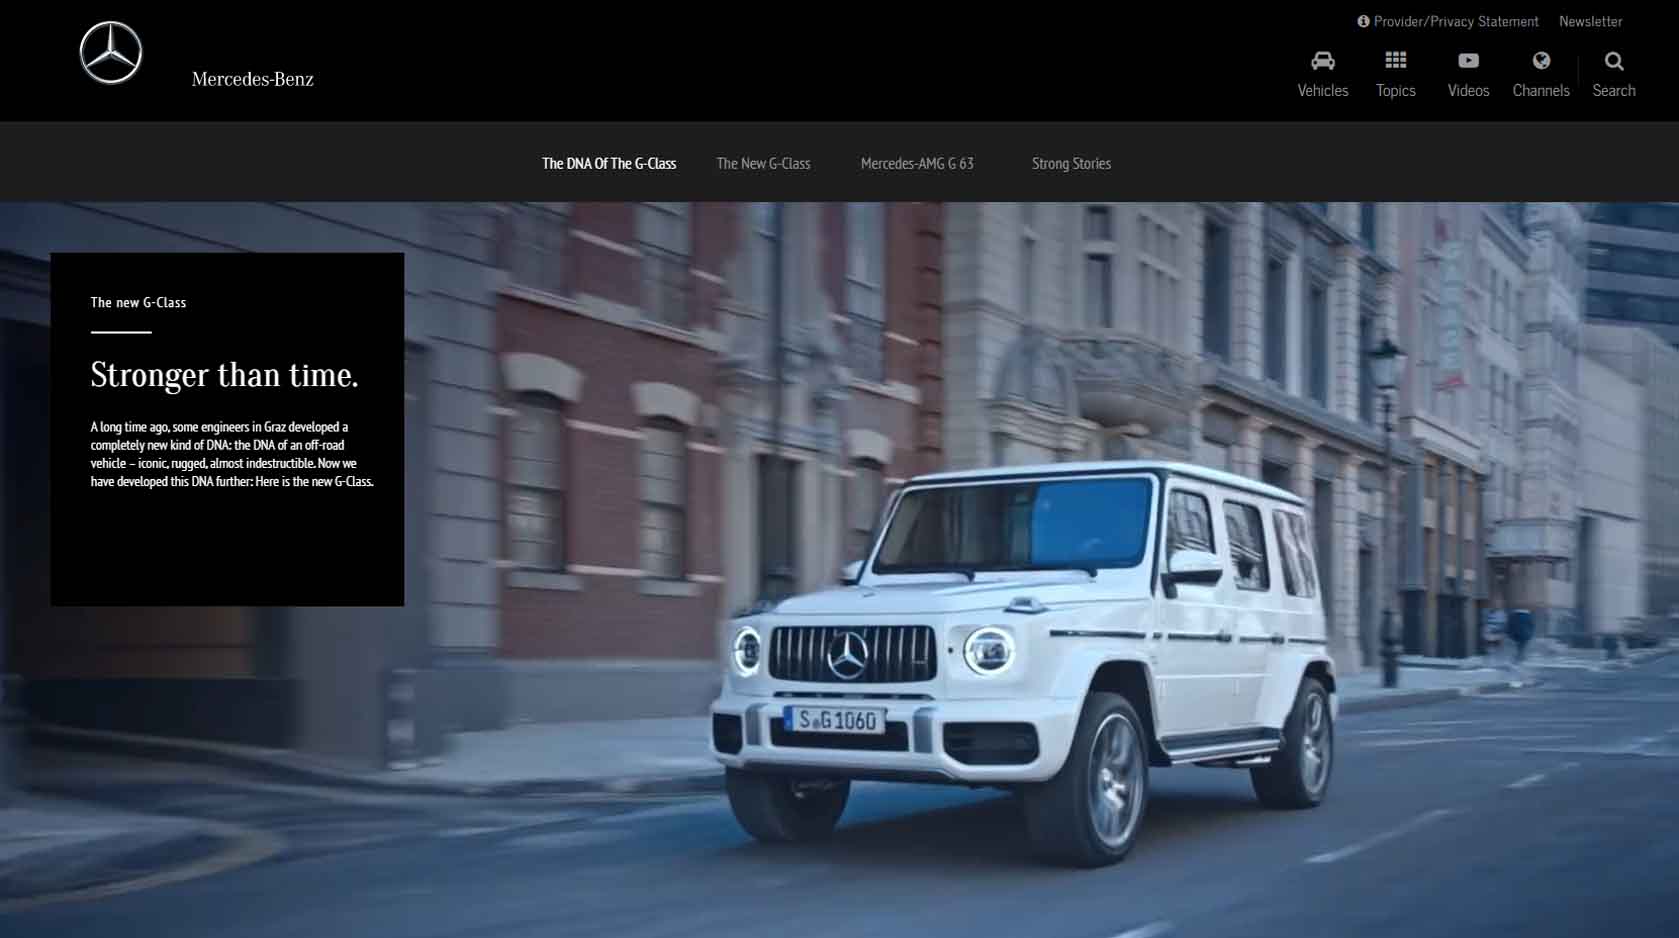 Provider/Privacy Statement Newsletter
Mercedes-Benz
Vehicles Topics Videos Channels Search
The DNA Of The G-Class The New G-Class Mercedes-AMG G 63 Strong Stories
The new G-Class
Stronger than time.
A long time ago, some engineers in Graz developed a
completely new kind of DNA: the DNA of an off-road
vehicle – iconic, rugged, almost indestructible. Now we
have developed this DNA further: Here is the new G-Class.
GARAGE
S G 1060